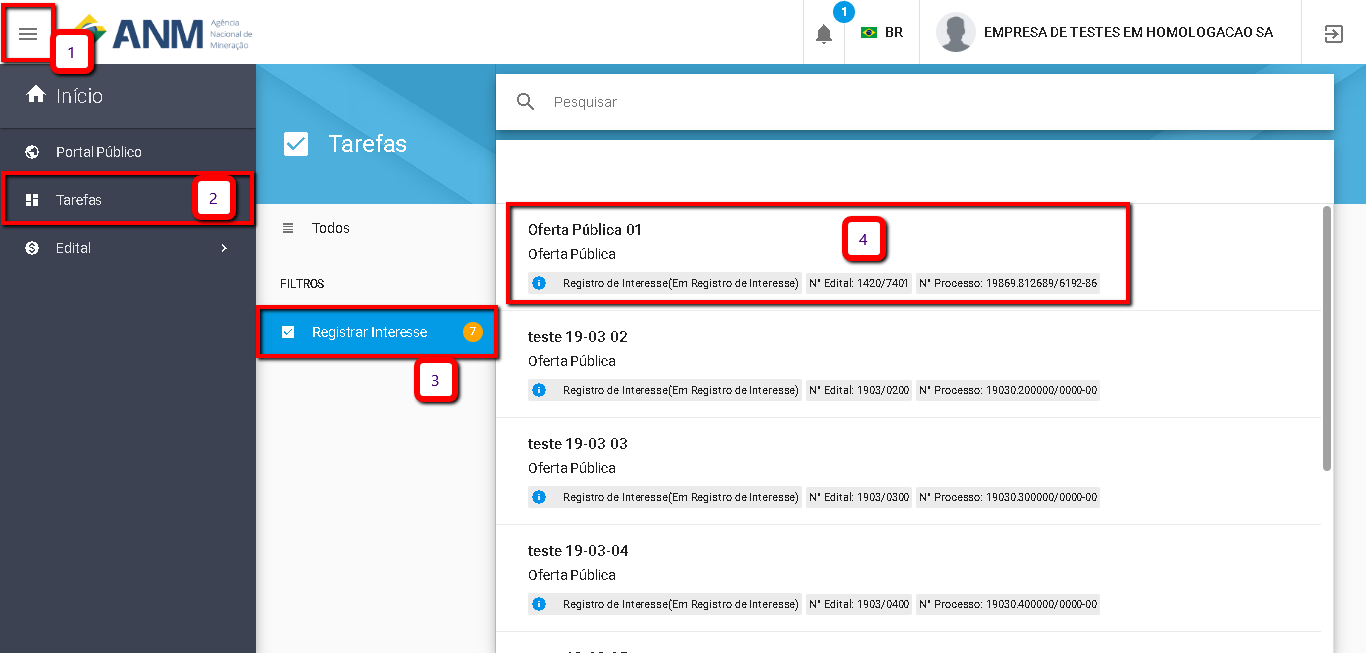 1
ANM
Agência
Nacional de
Mineração
1
BR
EMPRESA DE TESTES EM HOMOLOGACAO SA
Início
Portal Público
Tarefas
2
Edital
Tarefas
Todos
FILTROS
Registrar Interesse
7
3
Pesquisar
Oferta Pública 01
4
Oferta Pública
Registro de Interesse(Em Registro de Interesse) N° Edital: 1420/7401 N° Processo: 19869.812689/6192-86
teste 19-03 02
Oferta Pública
Registro de Interesse(Em Registro de Interesse) N° Edital: 1903/0200 N° Processo: 19030.200000/0000-00
teste 19-03 03
Oferta Pública
Registro de Interesse(Em Registro de Interesse) N° Edital: 1903/0300 N° Processo: 19030.300000/0000-00
teste 19-03-04
Oferta Pública
Registro de Interesse(Em Registro de Interesse) N° Edital: 1903/0400 N° Processo: 19030.400000/0000-00